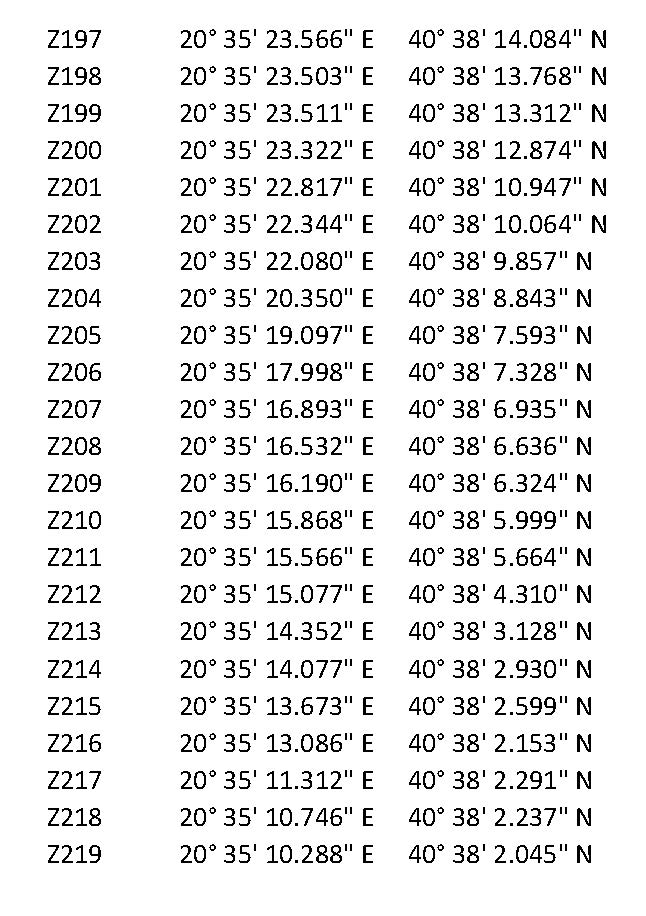 Z197 20° 35' 23.566" E 40° 38' 14.084" N
Z198 20° 35' 23.503" E 40° 38' 13.768" N
Z199 20° 35' 23.511" E 40° 38' 13.312" N
Z200 20° 35' 23.322" E 40° 38' 12.874" N
Z201 20° 35' 22.817" E 40° 38' 10.947" N
Z202 20° 35' 22.344" E 40° 38' 10.064" N
Z203 20° 35' 22.080" E 40° 38' 9.857" N
Z204 20° 35' 20.350" E 40° 38' 8.843" N
Z205 20° 35' 19.097" E 40° 38' 7.593" N
Z206 20° 35' 17.998" E 40° 38' 7.328" N
Z207 20° 35' 16.893" E 40° 38' 6.935" N
Z208 20° 35' 16.532" E 40° 38' 6.636" N
Z209 20° 35' 16.190" E 40° 38' 6.324" N
Z210 20° 35' 15.868" E 40° 38' 5.999" N
Z211 20° 35' 15.566" E 40° 38' 5.664" N
Z212 20° 35' 15.077" E 40° 38' 4.310" N
Z213 20° 35' 14.352" E 40° 38' 3.128" N
Z214 20° 35' 14.077" E 40° 38' 2.930" N
Z215 20° 35' 13.673" E 40° 38' 2.599" N
Z216 20° 35' 13.086" E 40° 38' 2.153" N
Z217 20° 35' 11.312" E 40° 38' 2.291" N
Z218 20° 35' 10.746" E 40° 38' 2.237" N
Z219 20° 35' 10.288" E 40° 38' 2.045" N